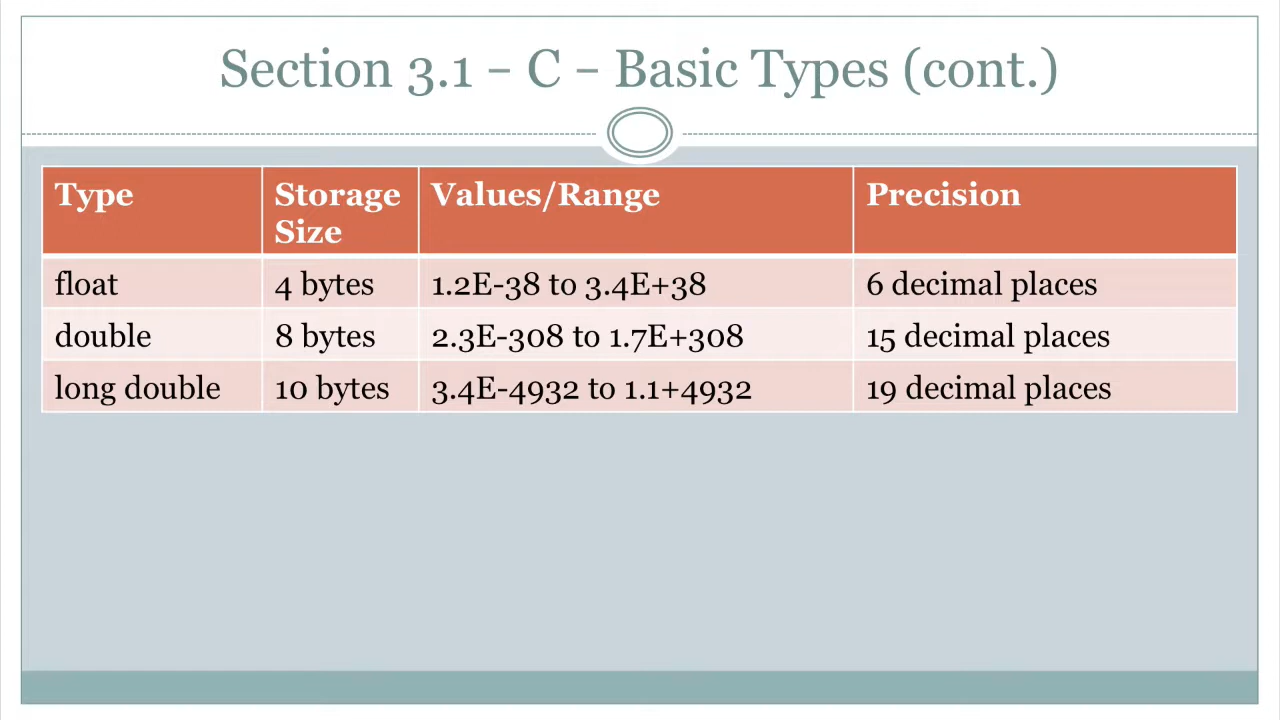 Section 3.1 – C – Basic Types (cont.)
Type Storage Size Values/Range Precision
float 4 bytes 1.2E-38 to 3.4E+38 6 decimal places
double 8 bytes 2.3E-308 to 1.7E+308 15 decimal places
long double 10 bytes 3.4E-4932 to 1.1+4932 19 decimal places